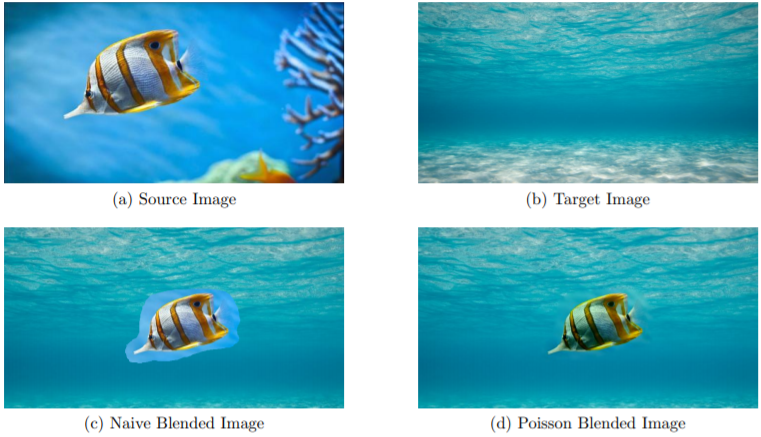 (a) Source Image
(b) Target Image
(c) Naive Blended Image
(d) Poisson Blended Image